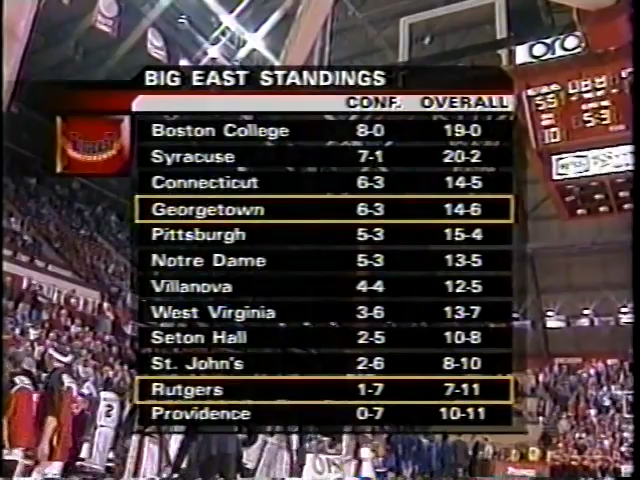 BIG EAST STANDINGS
CONF. OVERALL
Boston College 8-0 19-0
Syracuse 7-1 20-2
Connecticut 6-3 14-5
Georgetown 6-3 14-6
Pittsburgh 5-3 15-4
Notre Dame 5-3 13-5
Villanova 4-4 12-5
West Virginia 3-6 13-7
Seton Hall 2-5 10-8
St. John's 2-6 8-10
Rutgers 1-7 7-11
Providence 0-7 10-11
55
10
2